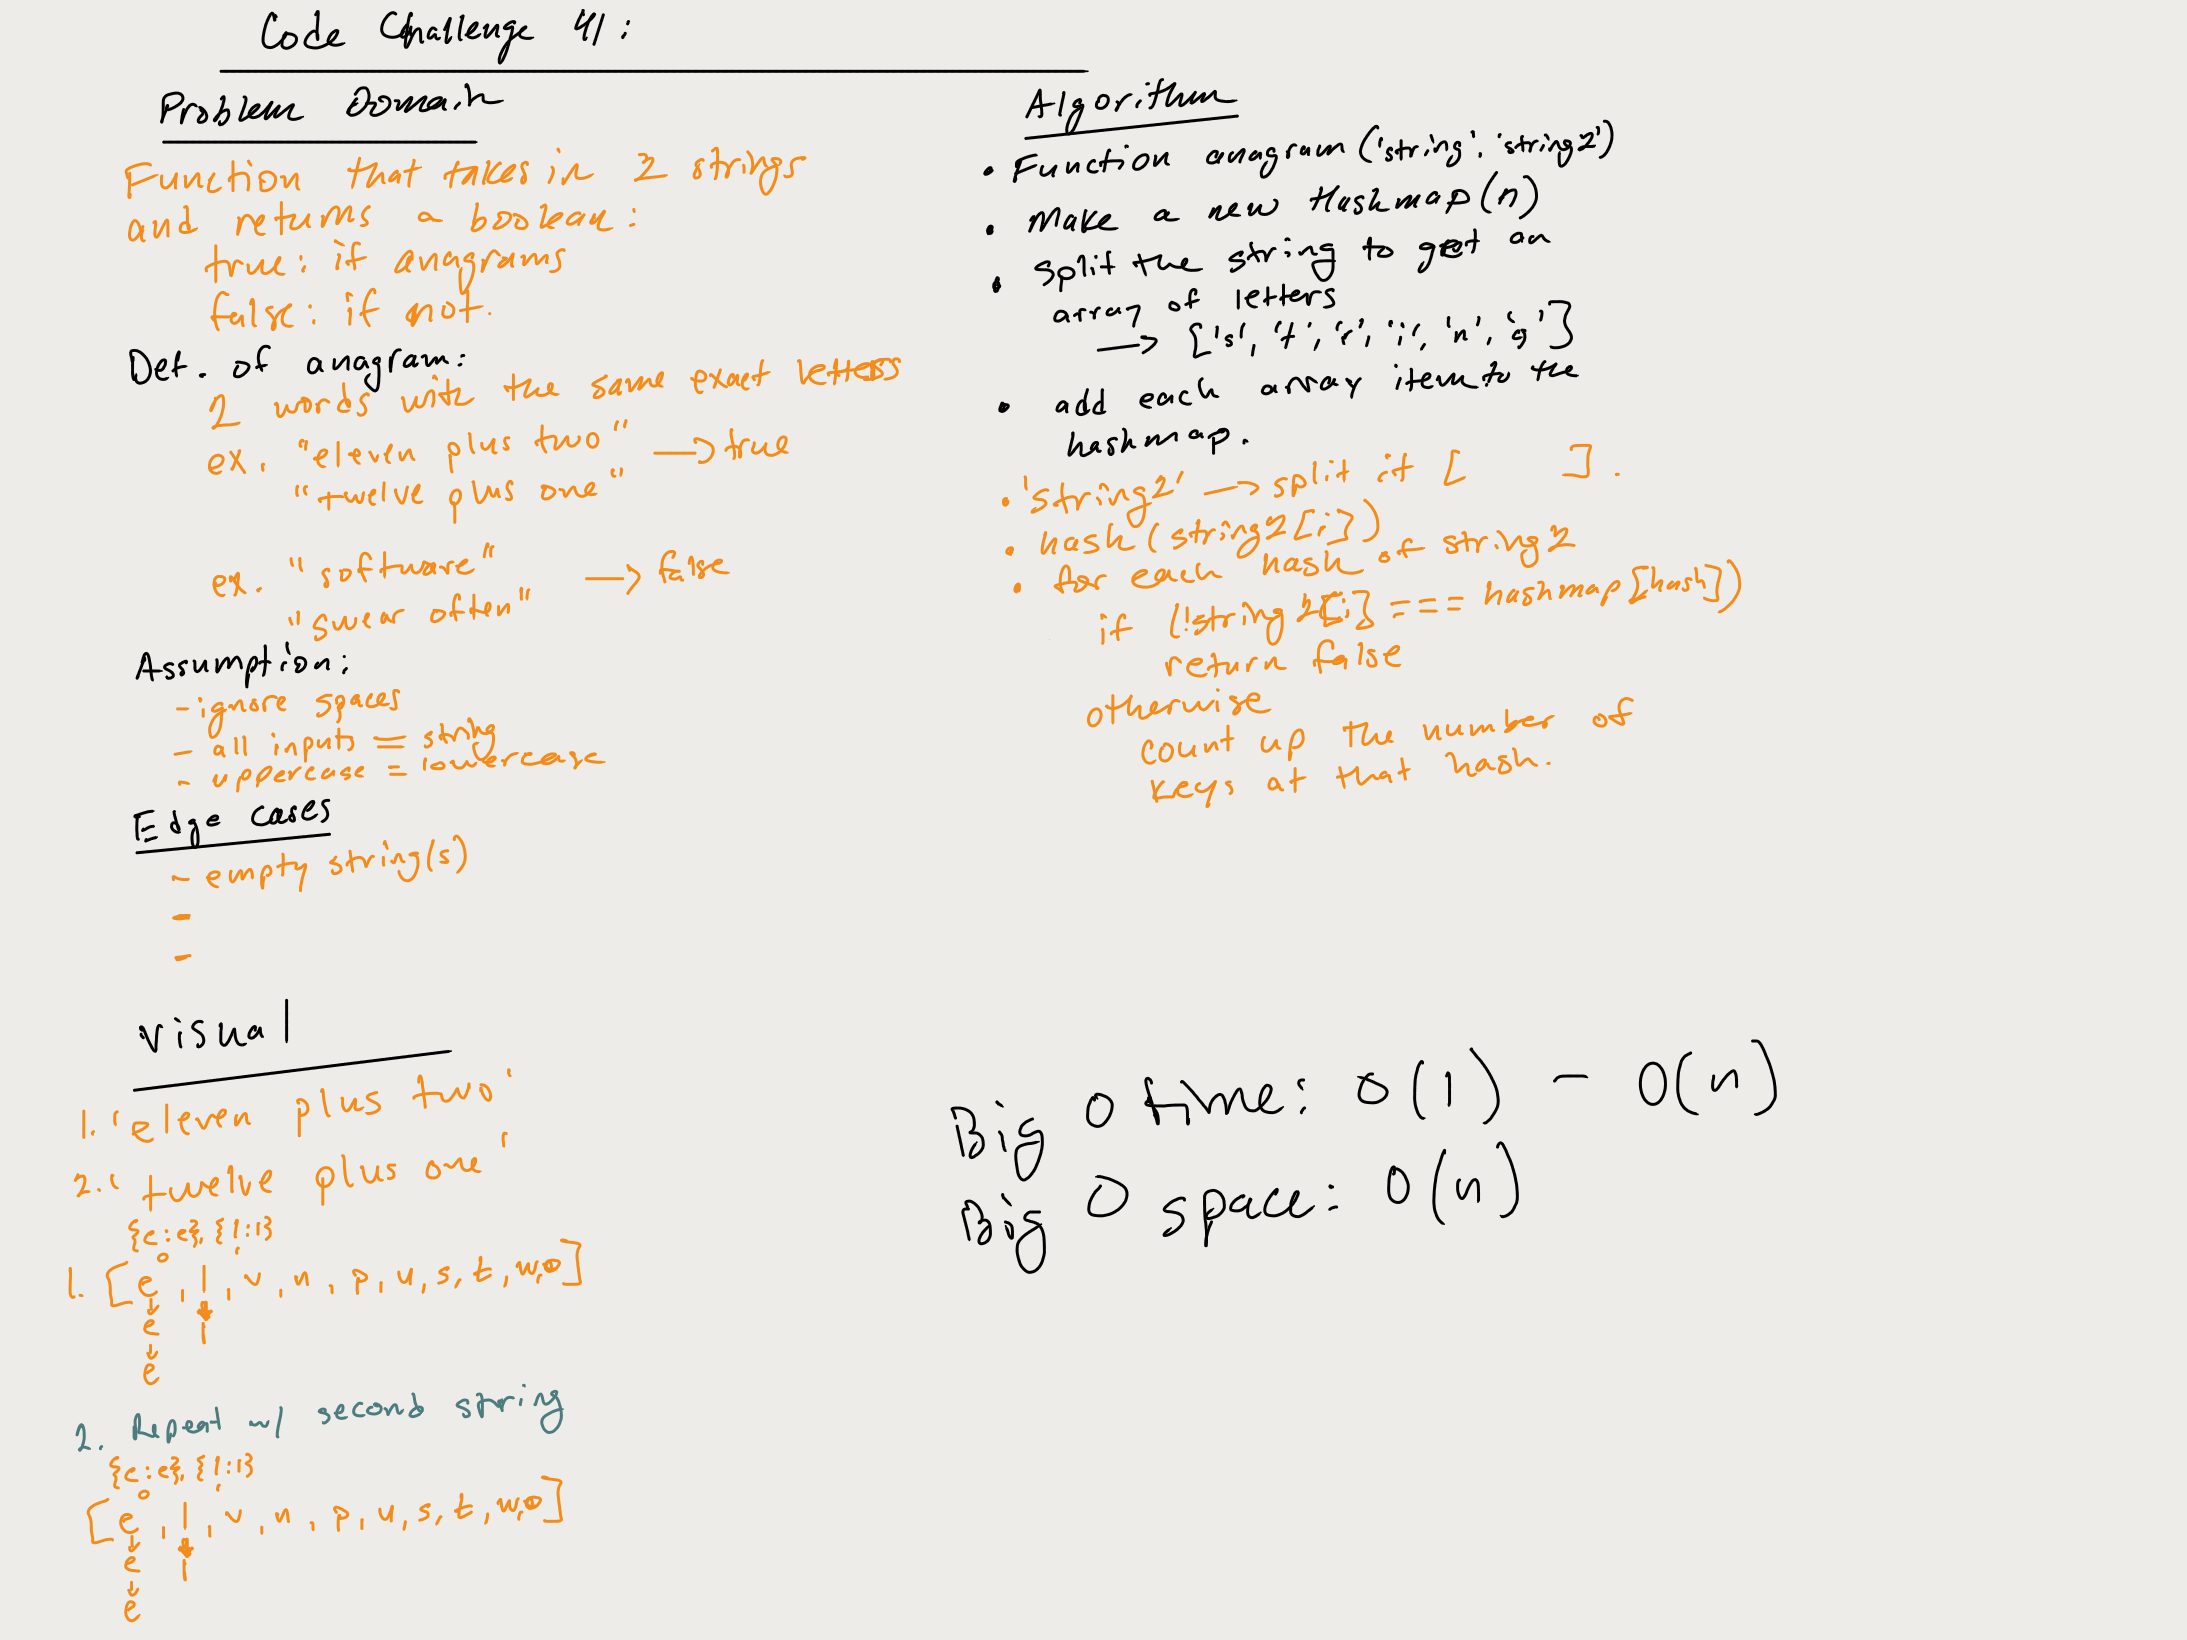 Code Challenge 41:
Problem Domain
Function that takes in 2 strings
and returns a boolean:
true: if anagrams
false: if not.
Def. of anagram:
2 words with the same exact letters
ex. "eleven plus two" → true
"twelve plus one"
ex. "software" → false
"swear often"
Assumption:
- ignore spaces
- all inputs = string
- uppercase = lowercase
Edge cases
- empty string(s)
-
-
Visual
1. 'eleven plus two'
2. 'twelve plus one'
{e:e}, {l:l}
0 1
1. [e, l, v, n, p, u, s, t, w, o]
e l
e
2. Repeat w/ second string
{e:e}, {l:l}
0 1
[e, l, v, n, p, u, s, t, w, o]
e l
e
Algorithm
• Function anagram('string', 'string2')
• Make a new Hashmap(n)
• Split the string to get an
array of letters
→ ['s', 't', 'r', 'i', 'n', 'g']
• add each array item to the
hashmap.
• 'string2' → split it [ ].
• hash(string2[i])
• for each hash of string2
if (!string2[i] === hashmap[hash])
return false
otherwise
count up the number of
keys at that hash.
Big O time: O(1) - O(n)
Big O space: O(n)